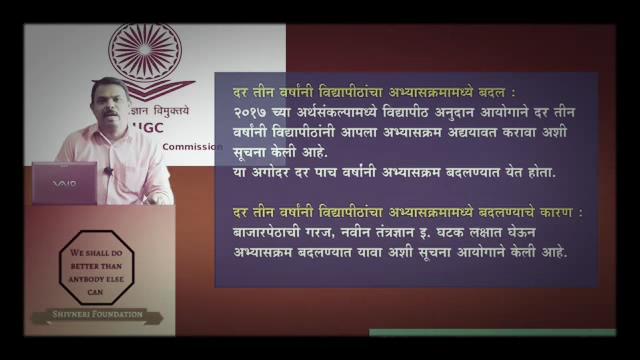 ज्ञान विमुक्तये
UGC
Commission
VAIO
WE SHALL DO
BETTER THAN
ANYBODY ELSE
CAN
SHIVNERI FOUNDATION
दर तीन वर्षांनी विद्यापीठांचा अभ्यासक्रमामध्ये बदल :
२०१७ च्या अर्थसंकल्पामध्ये विद्यापीठ अनुदान आयोगाने दर तीन
वर्षांनी विद्यापीठांनी आपला अभ्यासक्रम अद्ययावत करावा अशी
सूचना केली आहे.
या अगोदर दर पाच वर्षांनी अभ्यासक्रम बदलण्यात येत होता.
दर तीन वर्षांनी विद्यापीठांचा अभ्यासक्रमामध्ये बदलण्याचे कारण :
बाजारपेठाची गरज, नवीन तंत्रज्ञान इ. घटक लक्षात घेऊन
अभ्यासक्रम बदलण्यात यावा अशी सूचना आयोगाने केली आहे.